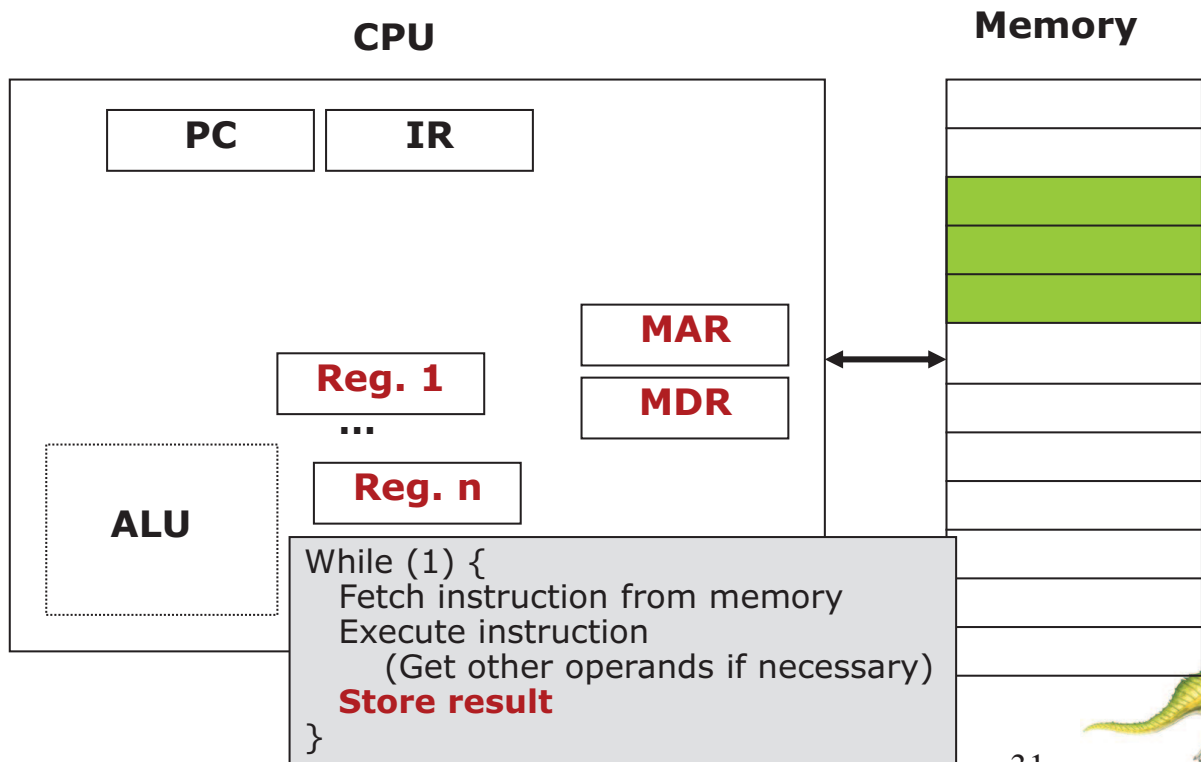 CPU
Memory
PC
IR
MAR
Reg. 1
MDR
...
Reg. n
ALU
While (1) {
Fetch instruction from memory
Execute instruction
(Get other operands if necessary)
Store result
}